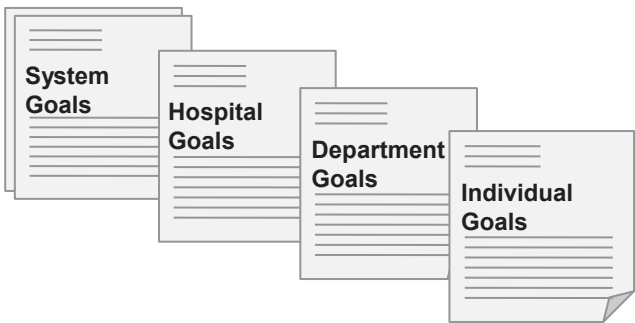 System
Goals
Hospital
Goals
Department
Goals
Individual
Goals